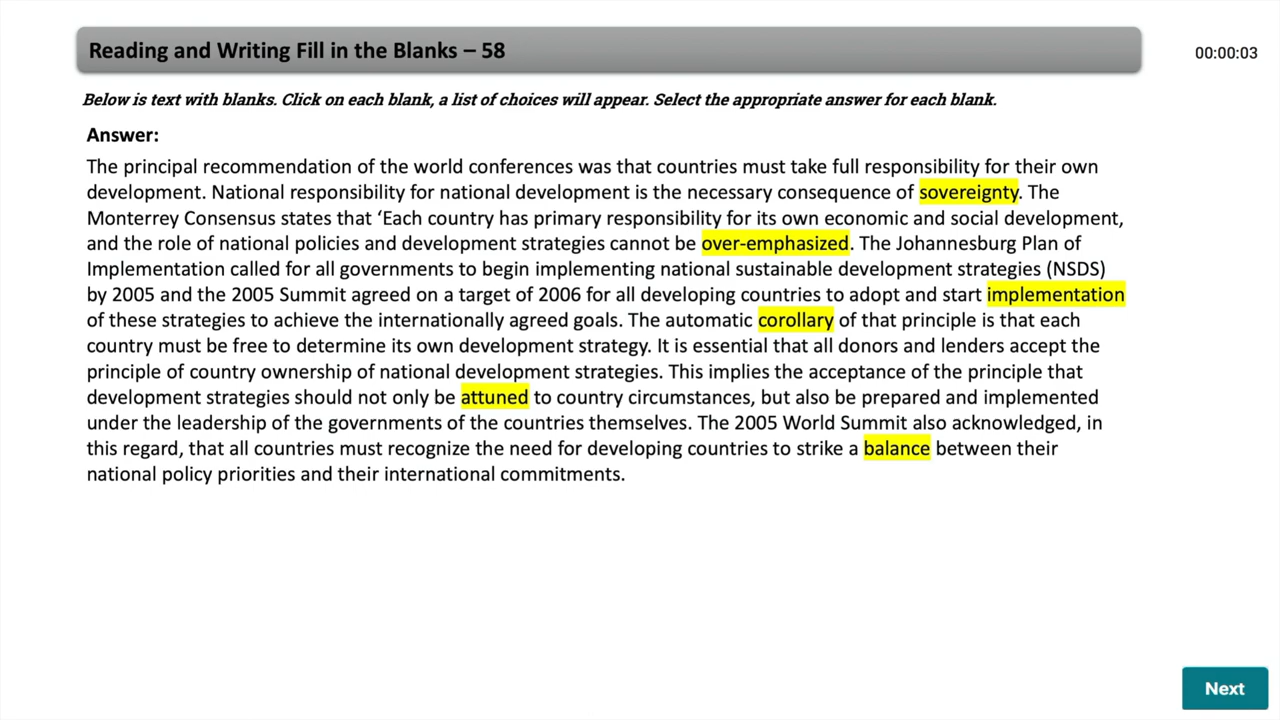 Reading and Writing Fill in the Blanks – 58
00:00:03
Below is text with blanks. Click on each blank, a list of choices will appear. Select the appropriate answer for each blank.
Answer:
The principal recommendation of the world conferences was that countries must take full responsibility for their own
development. National responsibility for national development is the necessary consequence of sovereignty. The
Monterrey Consensus states that ‘Each country has primary responsibility for its own economic and social development,
and the role of national policies and development strategies cannot be over-emphasized. The Johannesburg Plan of
Implementation called for all governments to begin implementing national sustainable development strategies (NSDS)
by 2005 and the 2005 Summit agreed on a target of 2006 for all developing countries to adopt and start implementation
of these strategies to achieve the internationally agreed goals. The automatic corollary of that principle is that each
country must be free to determine its own development strategy. It is essential that all donors and lenders accept the
principle of country ownership of national development strategies. This implies the acceptance of the principle that
development strategies should not only be attuned to country circumstances, but also be prepared and implemented
under the leadership of the governments of the countries themselves. The 2005 World Summit also acknowledged, in
this regard, that all countries must recognize the need for developing countries to strike a balance between their
national policy priorities and their international commitments.
Next